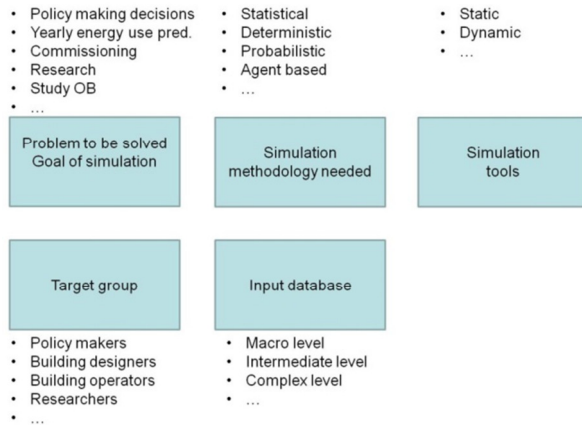 • Policy making decisions
• Yearly energy use pred.
• Commissioning
• Research
• Study OB
• ...
• Statistical
• Deterministic
• Probabilistic
• Agent based
• ...
• Static
• Dynamic
• ...
Problem to be solved
Goal of simulation
Simulation
methodology needed
Simulation
tools
Target group
Input database
• Policy makers
• Building designers
• Building operators
• Researchers
• ...
• Macro level
• Intermediate level
• Complex level
• ...